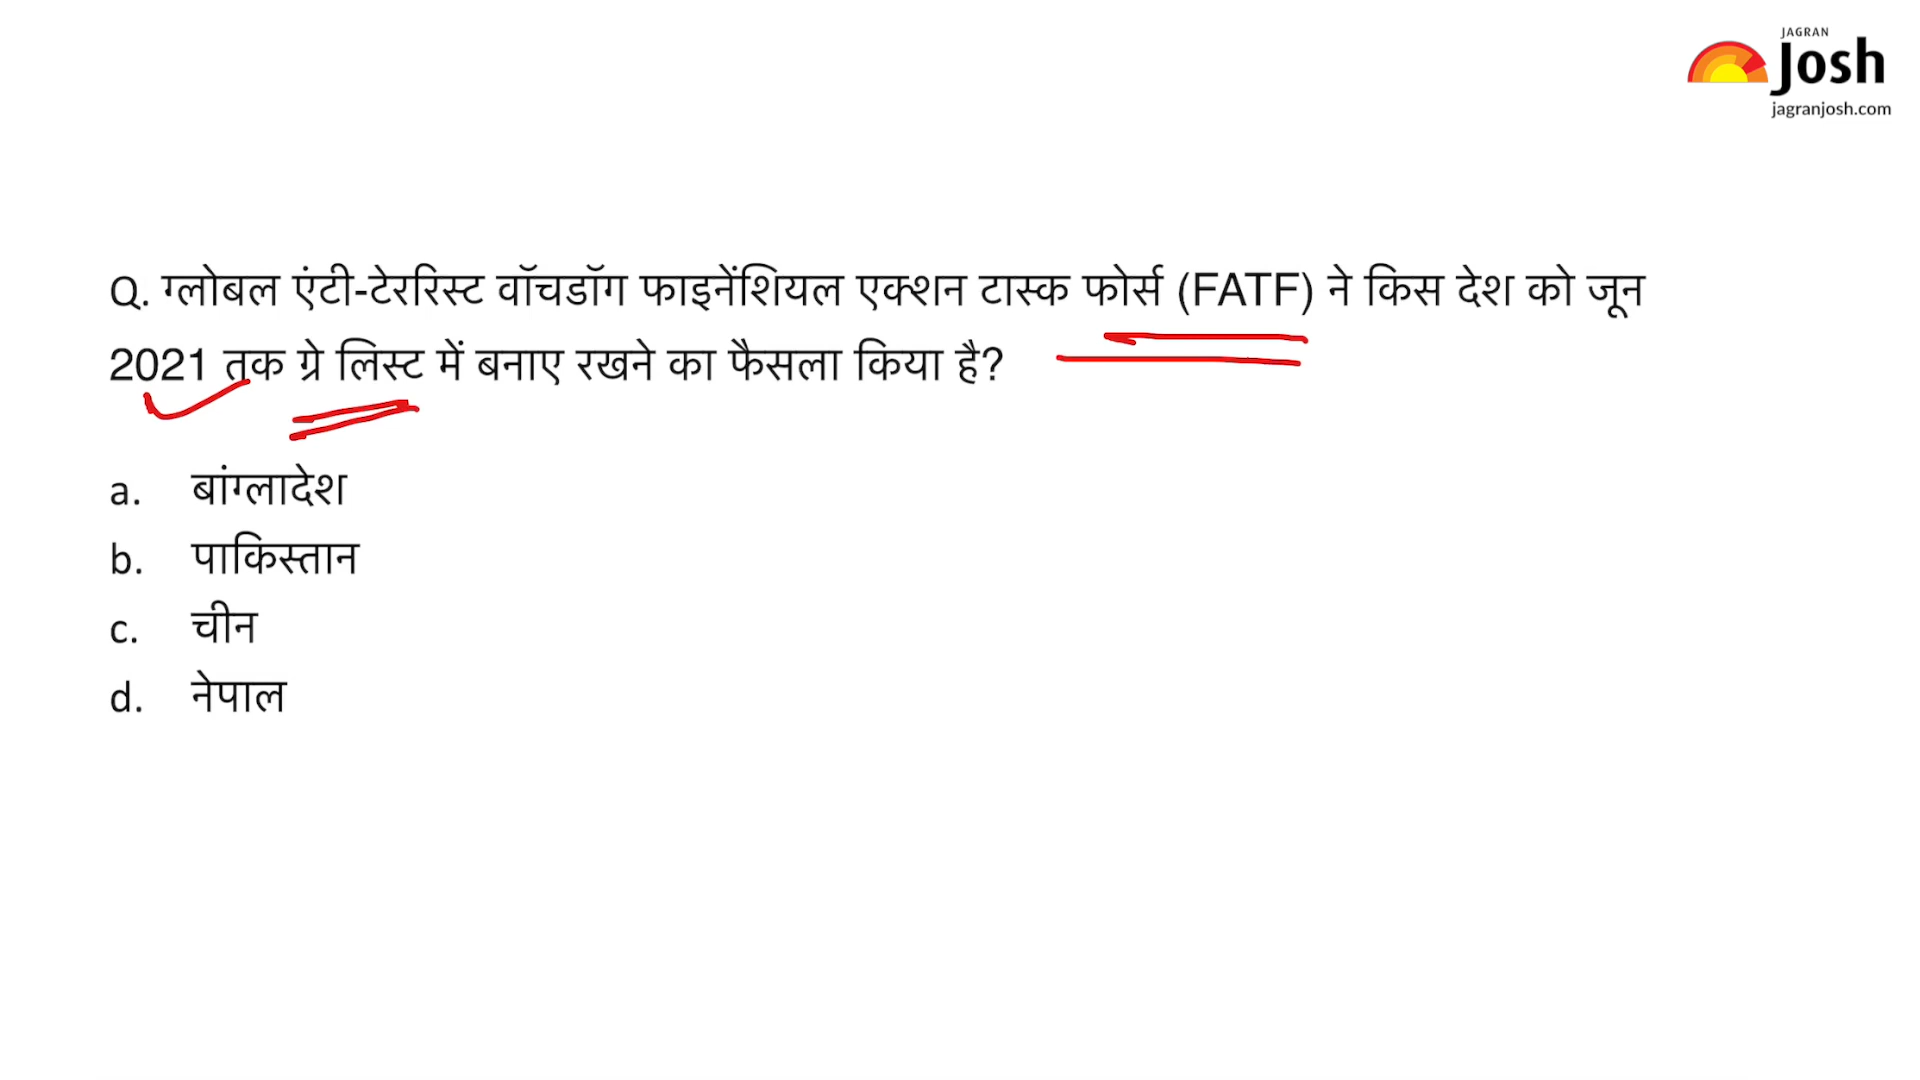 JAGRAN
Josh
jagranjosh.com
Q. ग्लोबल एंटी-टेररिस्ट वॉचडॉग फाइनेंशियल एक्शन टास्क फोर्स (FATF) ने किस देश को जून
2021 तक ग्रे लिस्ट में बनाए रखने का फैसला किया है?
a. बांग्लादेश
b. पाकिस्तान
c. चीन
d. नेपाल